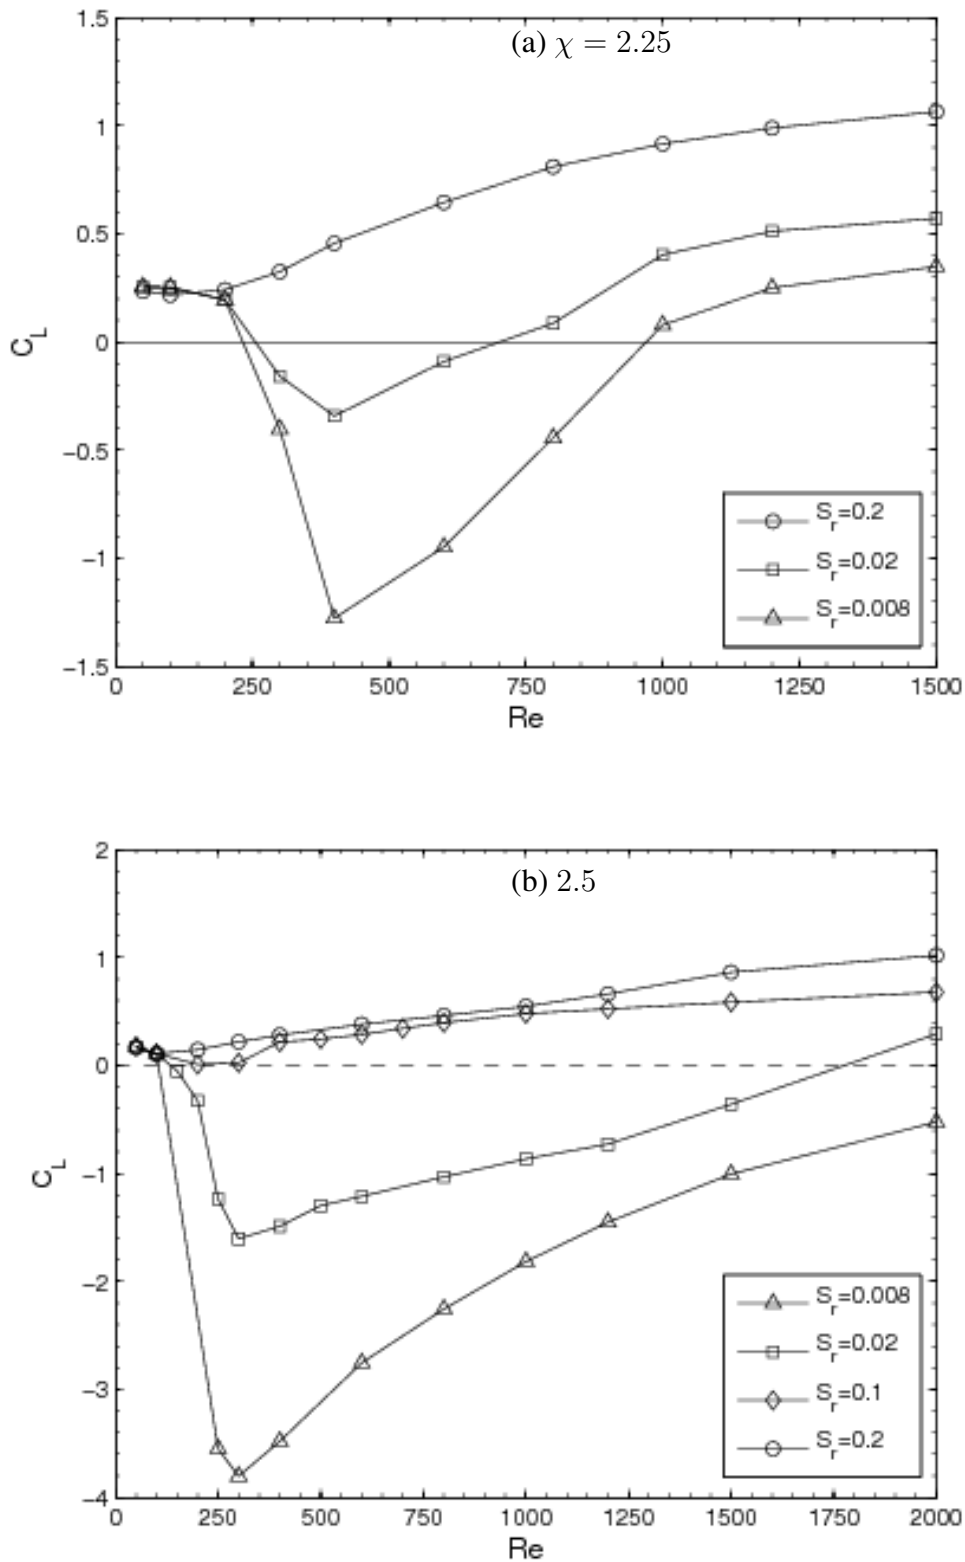 (a) χ = 2.25
1.5
1
0.5
0
−0.5
−1
−1.5
C_L
0 250 500 750 1000 1250 1500
Re
S_r=0.2
S_r=0.02
S_r=0.008
(b) 2.5
2
1
0
−1
−2
−3
−4
C_L
0 250 500 750 1000 1250 1500 1750 2000
Re
S_r=0.008
S_r=0.02
S_r=0.1
S_r=0.2